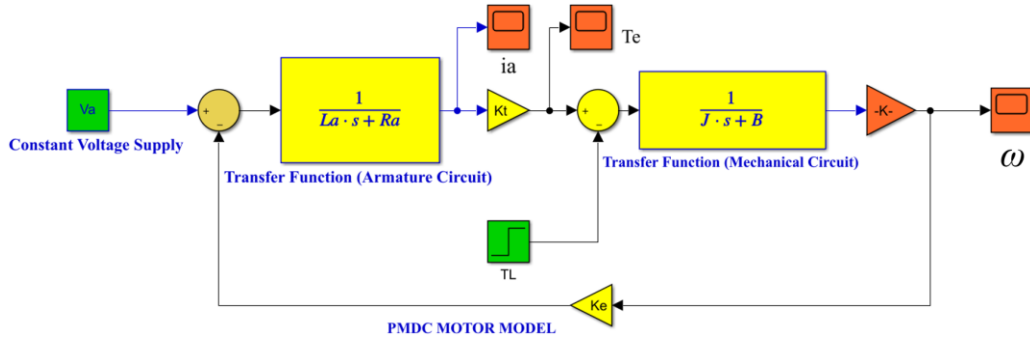 Te
ia
Va
+
−
1
La · s + Ra
Kt
+
−
1
J · s + B
-K-
Constant Voltage Supply
Transfer Function (Armature Circuit)
Transfer Function (Mechanical Circuit)
ω
TL
Ke
PMDC MOTOR MODEL